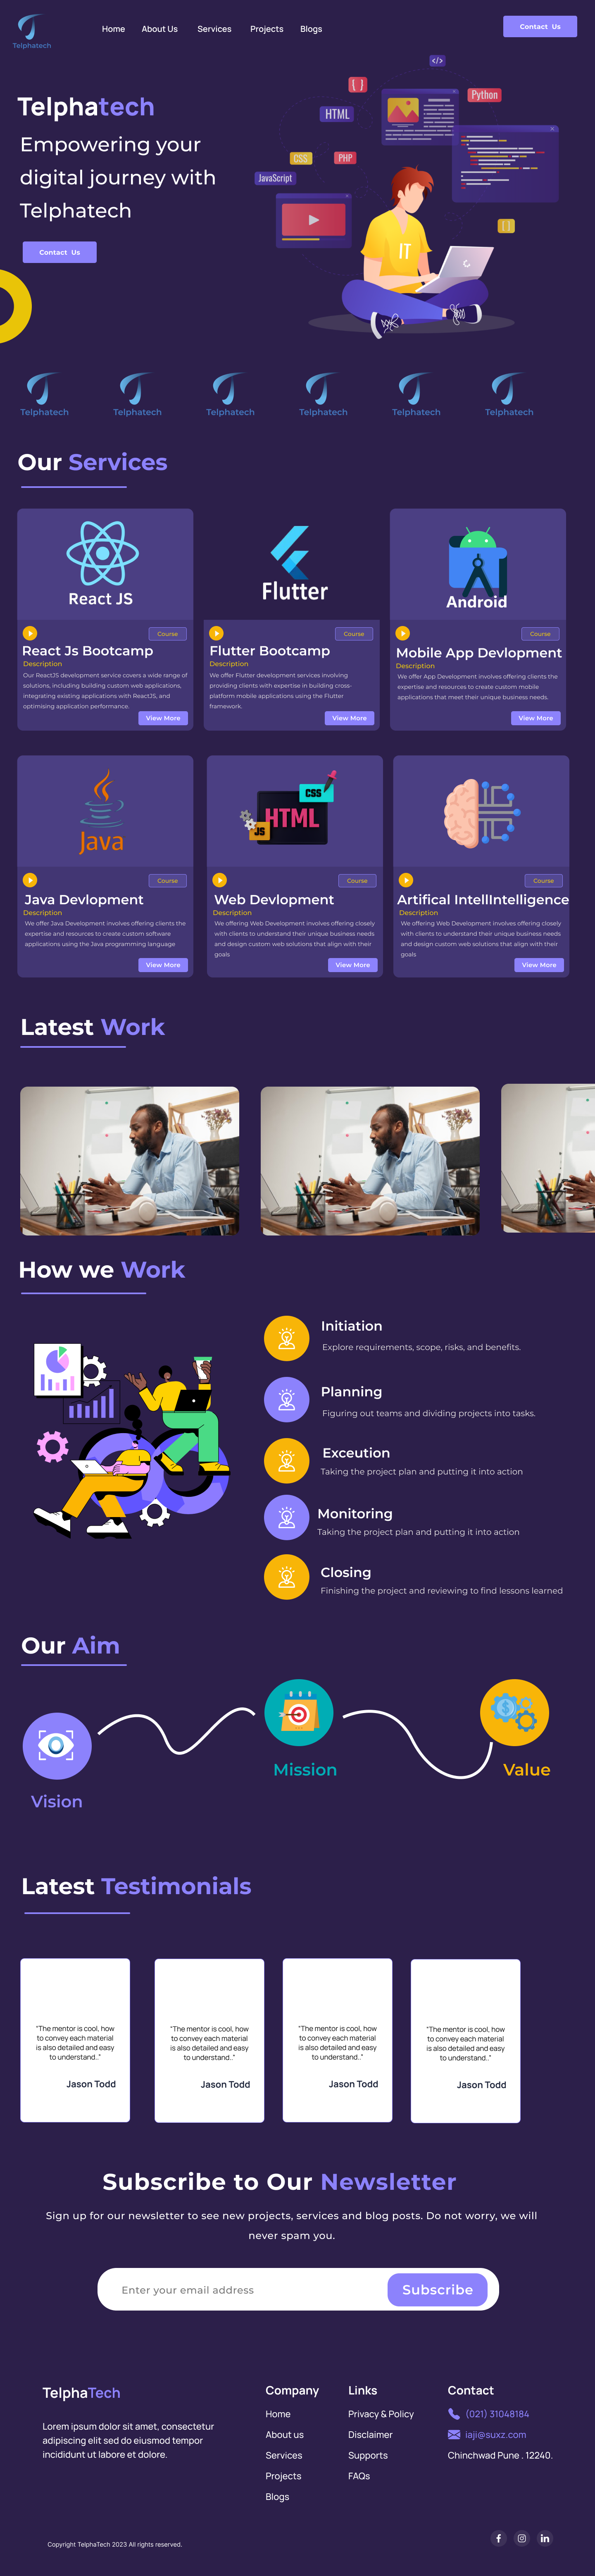 Telphatech
Home About Us Services Projects Blogs
Contact Us
</>
{ }
Python
HTML
CSS
PHP
JavaScript
[ ]
IT
Telphatech
Empowering your
digital journey with
Telphatech
Contact Us
Telphatech Telphatech Telphatech Telphatech Telphatech Telphatech
Our Services
React JS
Course
React Js Bootcamp
Description
Our ReactJS development service covers a wide range of
solutions, including building custom web applications,
integrating existing applications with ReactJS, and
optimising application performance.
View More
Flutter
Course
Flutter Bootcamp
Description
We offer Flutter development services involving
providing clients with expertise in building cross-
platform mobile applications using the Flutter
framework.
View More
Android
Course
Mobile App Devlopment
Description
We offer App Development involves offering clients the
expertise and resources to create custom mobile
applications that meet their unique business needs.
View More
Java
Course
Java Devlopment
Description
We offer Java Development involves offering clients the
expertise and resources to create custom software
applications using the Java programming language
View More
CSS
HTML
JS
Course
Web Devlopment
Description
We offering Web Development involves offering closely
with clients to understand their unique business needs
and design custom web solutions that align with their
goals
View More
Course
Artifical IntellIntelligence
Description
We offering Web Development involves offering closely
with clients to understand their unique business needs
and design custom web solutions that align with their
goals
View More
Latest Work
How we Work
Initiation
Explore requirements, scope, risks, and benefits.
Planning
Figuring out teams and dividing projects into tasks.
Exceution
Taking the project plan and putting it into action
Monitoring
Taking the project plan and putting it into action
Closing
Finishing the project and reviewing to find lessons learned
Our Aim
Vision
Mission
$
Value
Latest Testimonials
"The mentor is cool, how
to convey each material
is also detailed and easy
to understand.."
Jason Todd
"The mentor is cool, how
to convey each material
is also detailed and easy
to understand.."
Jason Todd
"The mentor is cool, how
to convey each material
is also detailed and easy
to understand.."
Jason Todd
"The mentor is cool, how
to convey each material
is also detailed and easy
to understand.."
Jason Todd
Subscribe to Our Newsletter
Sign up for our newsletter to see new projects, services and blog posts. Do not worry, we will
never spam you.
Enter your email address
Subscribe
TelphaTech
Lorem ipsum dolor sit amet, consectetur
adipiscing elit sed do eiusmod tempor
incididunt ut labore et dolore.
Company
Home
About us
Services
Projects
Blogs
Links
Privacy & Policy
Disclaimer
Supports
FAQs
Contact
(021) 31048184
iaji@suxz.com
Chinchwad Pune . 12240.
Copyright TelphaTech 2023 All rights reserved.